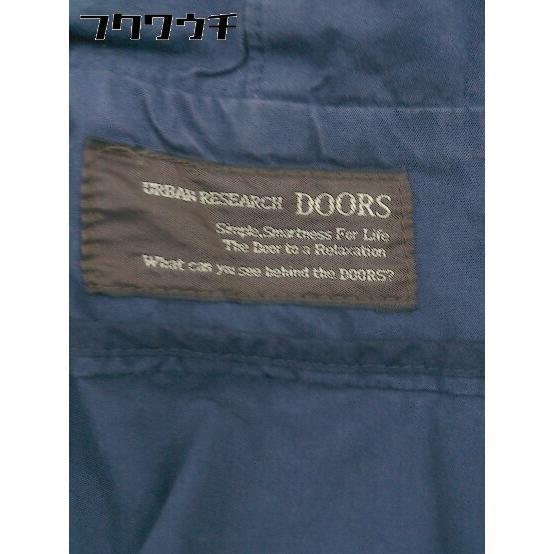 フクワウチ
URBAN RESEARCH DOORS
Simple,Smartness For Life
The Door to a Relaxation
What can you see behind the DOORS?